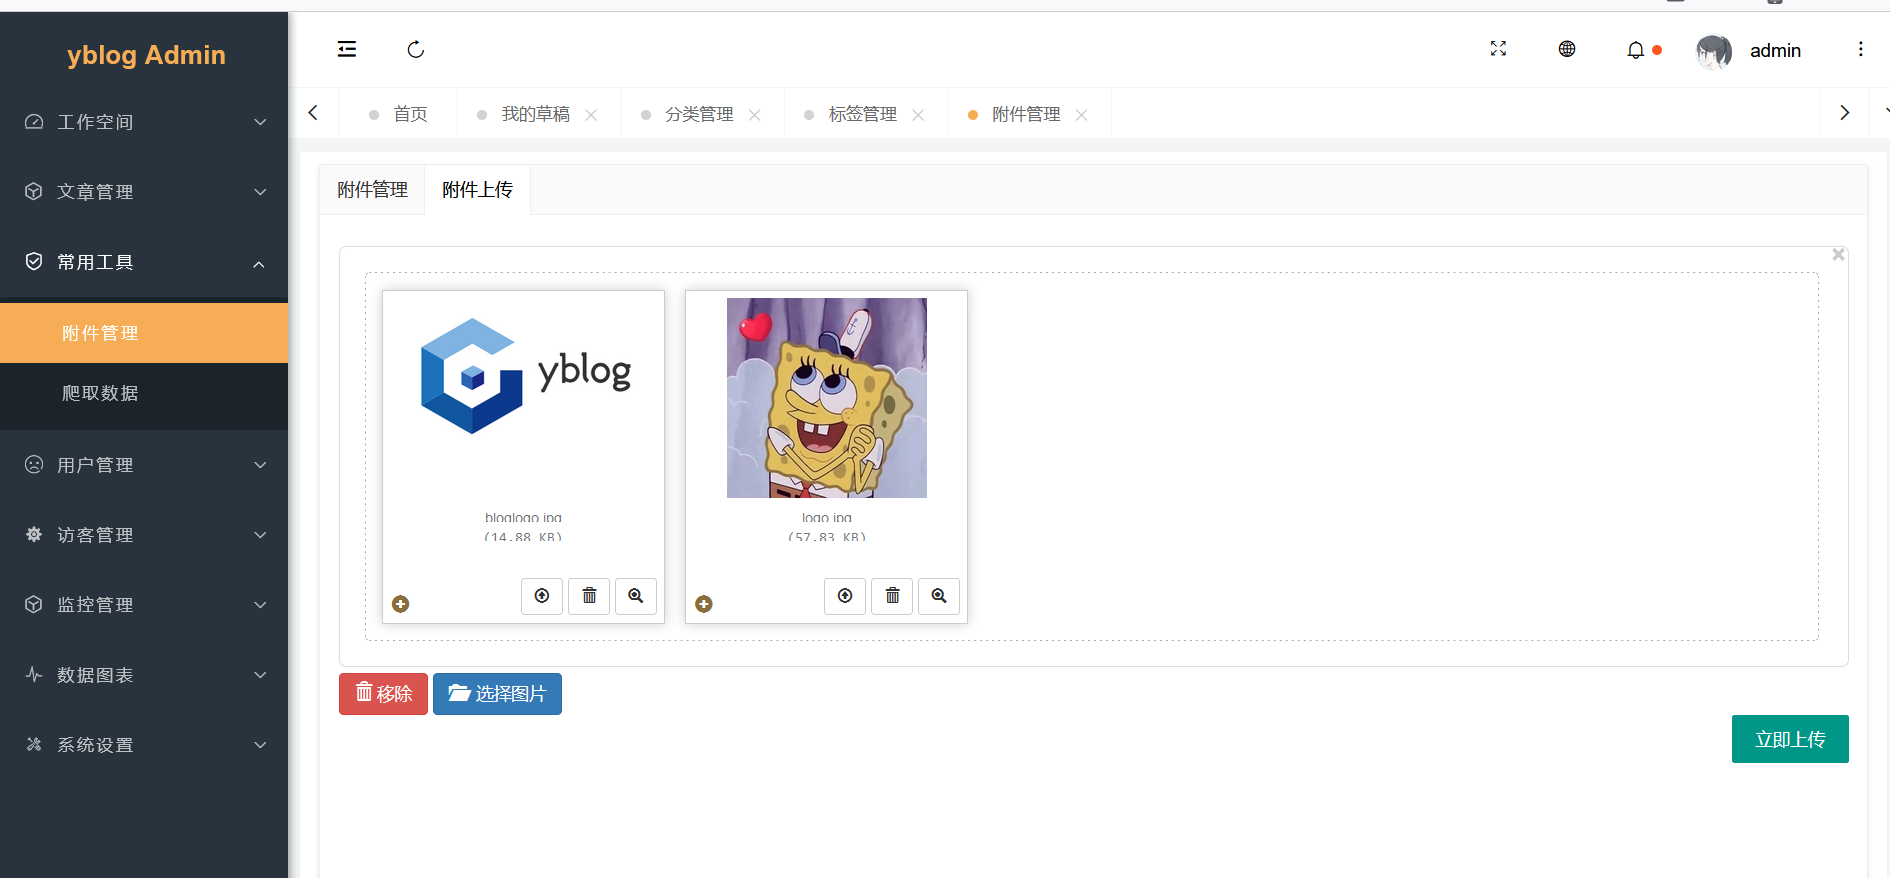 yblog Admin
admin
工作空间
文章管理
常用工具
附件管理
爬取数据
用户管理
访客管理
监控管理
数据图表
系统设置
首页
我的草稿
分类管理
标签管理
附件管理
附件管理
附件上传
yblog
bloglogo.jpg
(14.88 KB)
logo.jpg
(57.83 KB)
移除
选择图片
立即上传